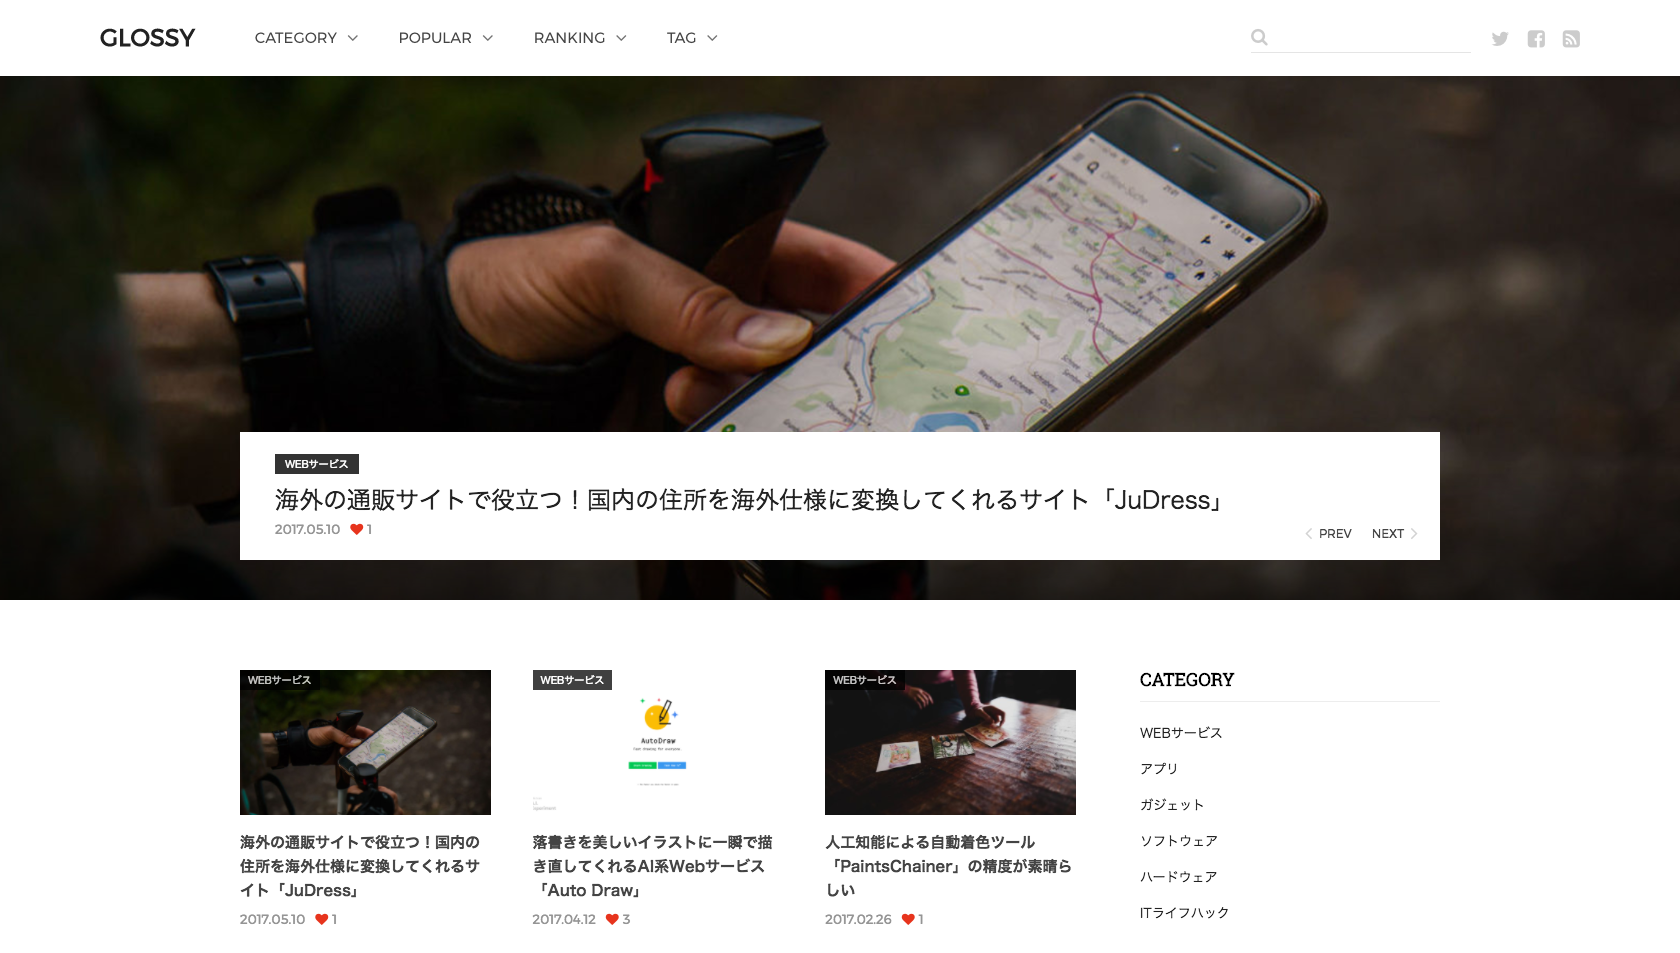 GLOSSY
CATEGORY
POPULAR
RANKING
TAG
Offline-Suche
WEBサービス
海外の通販サイトで役立つ！国内の住所を海外仕様に変換してくれるサイト「JuDress」
2017.05.10 1
PREV NEXT
WEBサービス
海外の通販サイトで役立つ！国内の
住所を海外仕様に変換してくれるサ
イト「JuDress」
2017.05.10 1
WEBサービス
AutoDraw
落書きを美しいイラストに一瞬で描
き直してくれるAI系Webサービス
「Auto Draw」
2017.04.12 3
WEBサービス
人工知能による自動着色ツール
「PaintsChainer」の精度が素晴ら
しい
2017.02.26 1
CATEGORY
WEBサービス
アプリ
ガジェット
ソフトウェア
ハードウェア
ITライフハック